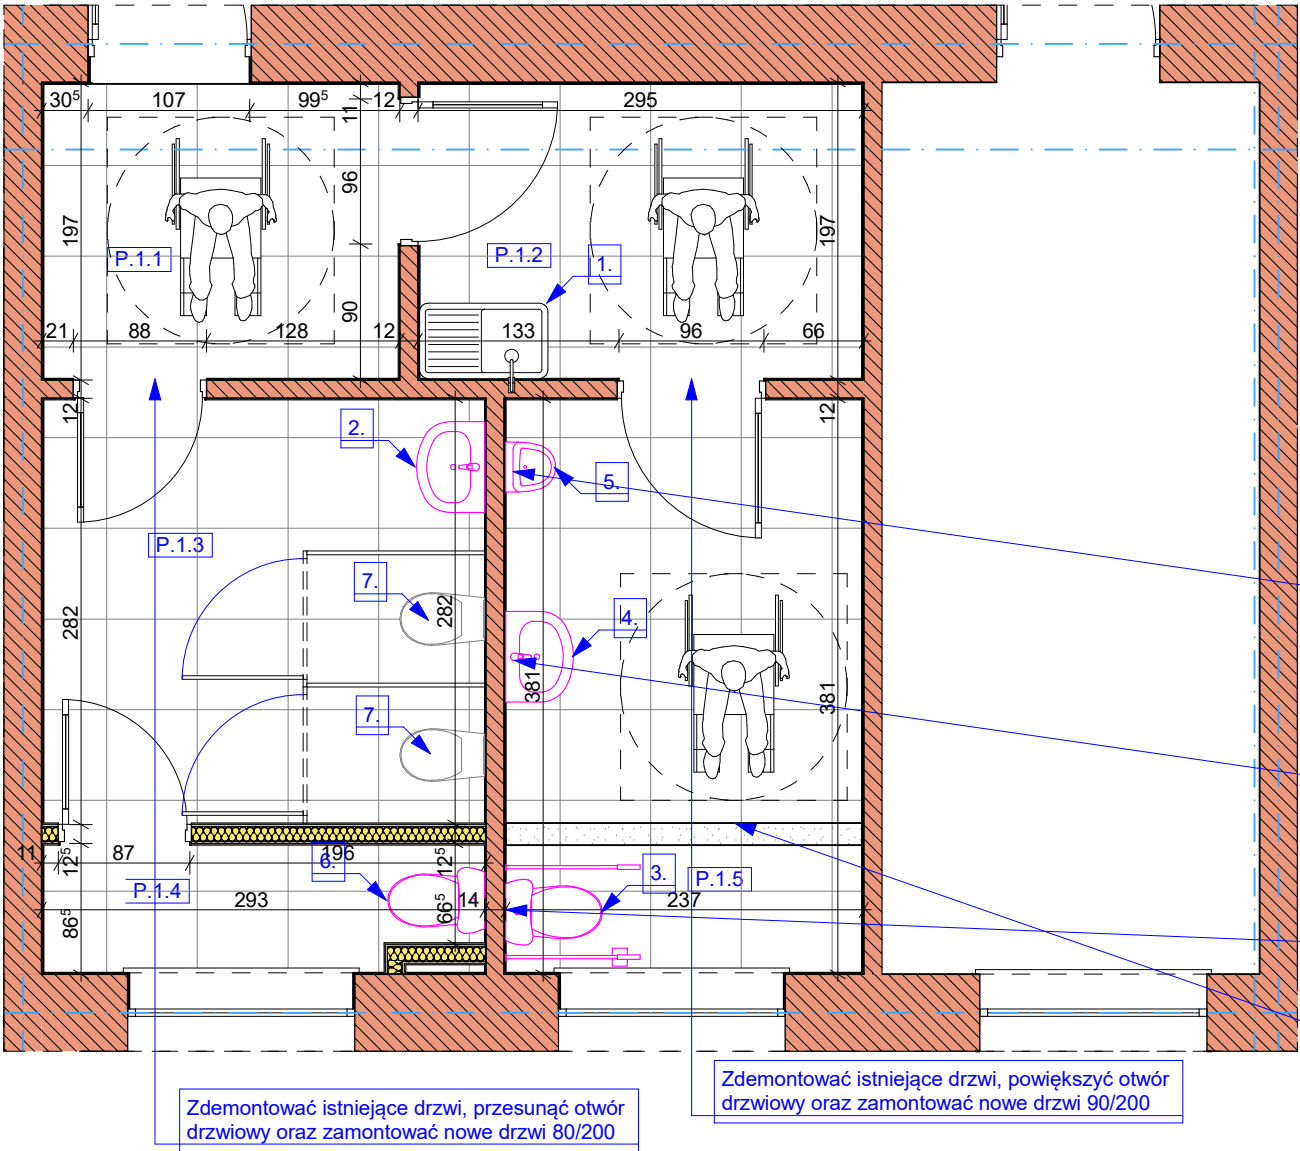 30⁵ 107 99⁵ 12 295
11
96
197
197
P.1.1
P.1.2
1.
90
21 88 128 12 133 96 66
12
12
2.
5.
P.1.3
7.
282
282
4.
381
381
7.
11
12⁵
87
196
12⁵
6.
3.
P.1.4
P.1.5
293
14
237
86⁵
66⁵
Zdemontować istniejące drzwi, powiększyć otwór
drzwiowy oraz zamontować nowe drzwi 90/200
Zdemontować istniejące drzwi, przesunąć otwór
drzwiowy oraz zamontować nowe drzwi 80/200